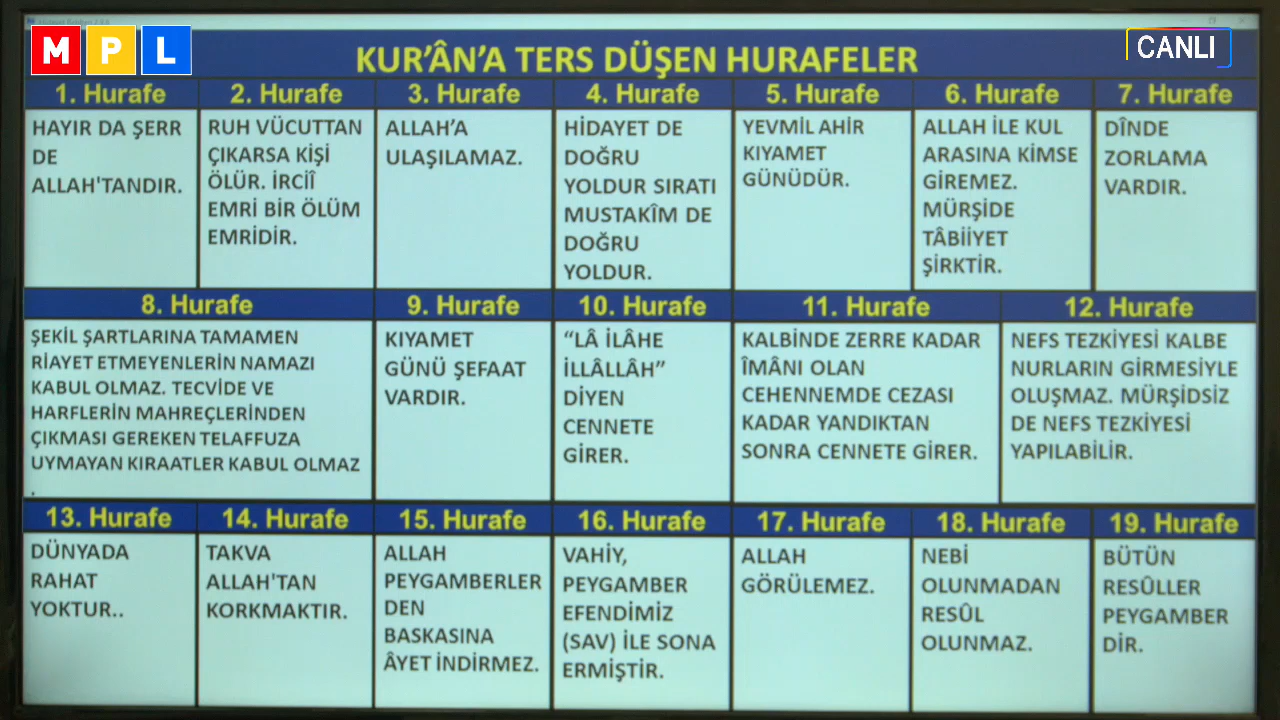 MPL
CANLI
KUR’ÂN’A TERS DÜŞEN HURAFELER
1. Hurafe
HAYIR DA ŞERR
DE
ALLAH'TANDIR.
2. Hurafe
RUH VÜCUTTAN
ÇIKARSA KİŞİ
ÖLÜR. İRCİÎ
EMRİ BİR ÖLÜM
EMRİDİR.
3. Hurafe
ALLAH’A
ULAŞILAMAZ.
4. Hurafe
HİDAYET DE
DOĞRU
YOLDUR SIRATI
MUSTAKÎM DE
DOĞRU
YOLDUR.
5. Hurafe
YEVMİL AHİR
KIYAMET
GÜNÜDÜR.
6. Hurafe
ALLAH İLE KUL
ARASINA KİMSE
GİREMEZ.
MÜRŞİDE
TÂBİİYET
ŞİRKTİR.
7. Hurafe
DÎNDE
ZORLAMA
VARDIR.
8. Hurafe
ŞEKİL ŞARTLARINA TAMAMEN
RİAYET ETMEYENLERİN NAMAZI
KABUL OLMAZ. TECVİDE VE
HARFLERİN MAHREÇLERİNDEN
ÇIKMASI GEREKEN TELAFFUZA
UYMAYAN KIRAATLER KABUL OLMAZ
.
9. Hurafe
KIYAMET
GÜNÜ ŞEFAAT
VARDIR.
10. Hurafe
“LÂ İLÂHE
İLLÂLLÂH”
DİYEN
CENNETE
GİRER.
11. Hurafe
KALBİNDE ZERRE KADAR
ÎMÂNI OLAN
CEHENNEMDE CEZASI
KADAR YANDIKTAN
SONRA CENNETE GİRER.
12. Hurafe
NEFS TEZKİYESİ KALBE
NURLARIN GİRMESİYLE
OLUŞMAZ. MÜRŞİDSİZ
DE NEFS TEZKİYESİ
YAPILABİLİR.
13. Hurafe
DÜNYADA
RAHAT
YOKTUR..
14. Hurafe
TAKVA
ALLAH'TAN
KORKMAKTIR.
15. Hurafe
ALLAH
PEYGAMBERLER
DEN
BASKASINA
ÂYET İNDİRMEZ.
16. Hurafe
VAHİY,
PEYGAMBER
EFENDİMİZ
(SAV) İLE SONA
ERMİŞTİR.
17. Hurafe
ALLAH
GÖRÜLEMEZ.
18. Hurafe
NEBİ
OLUNMADAN
RESÛL
OLUNMAZ.
19. Hurafe
BÜTÜN
RESÛLLER
PEYGAMBER
DİR.